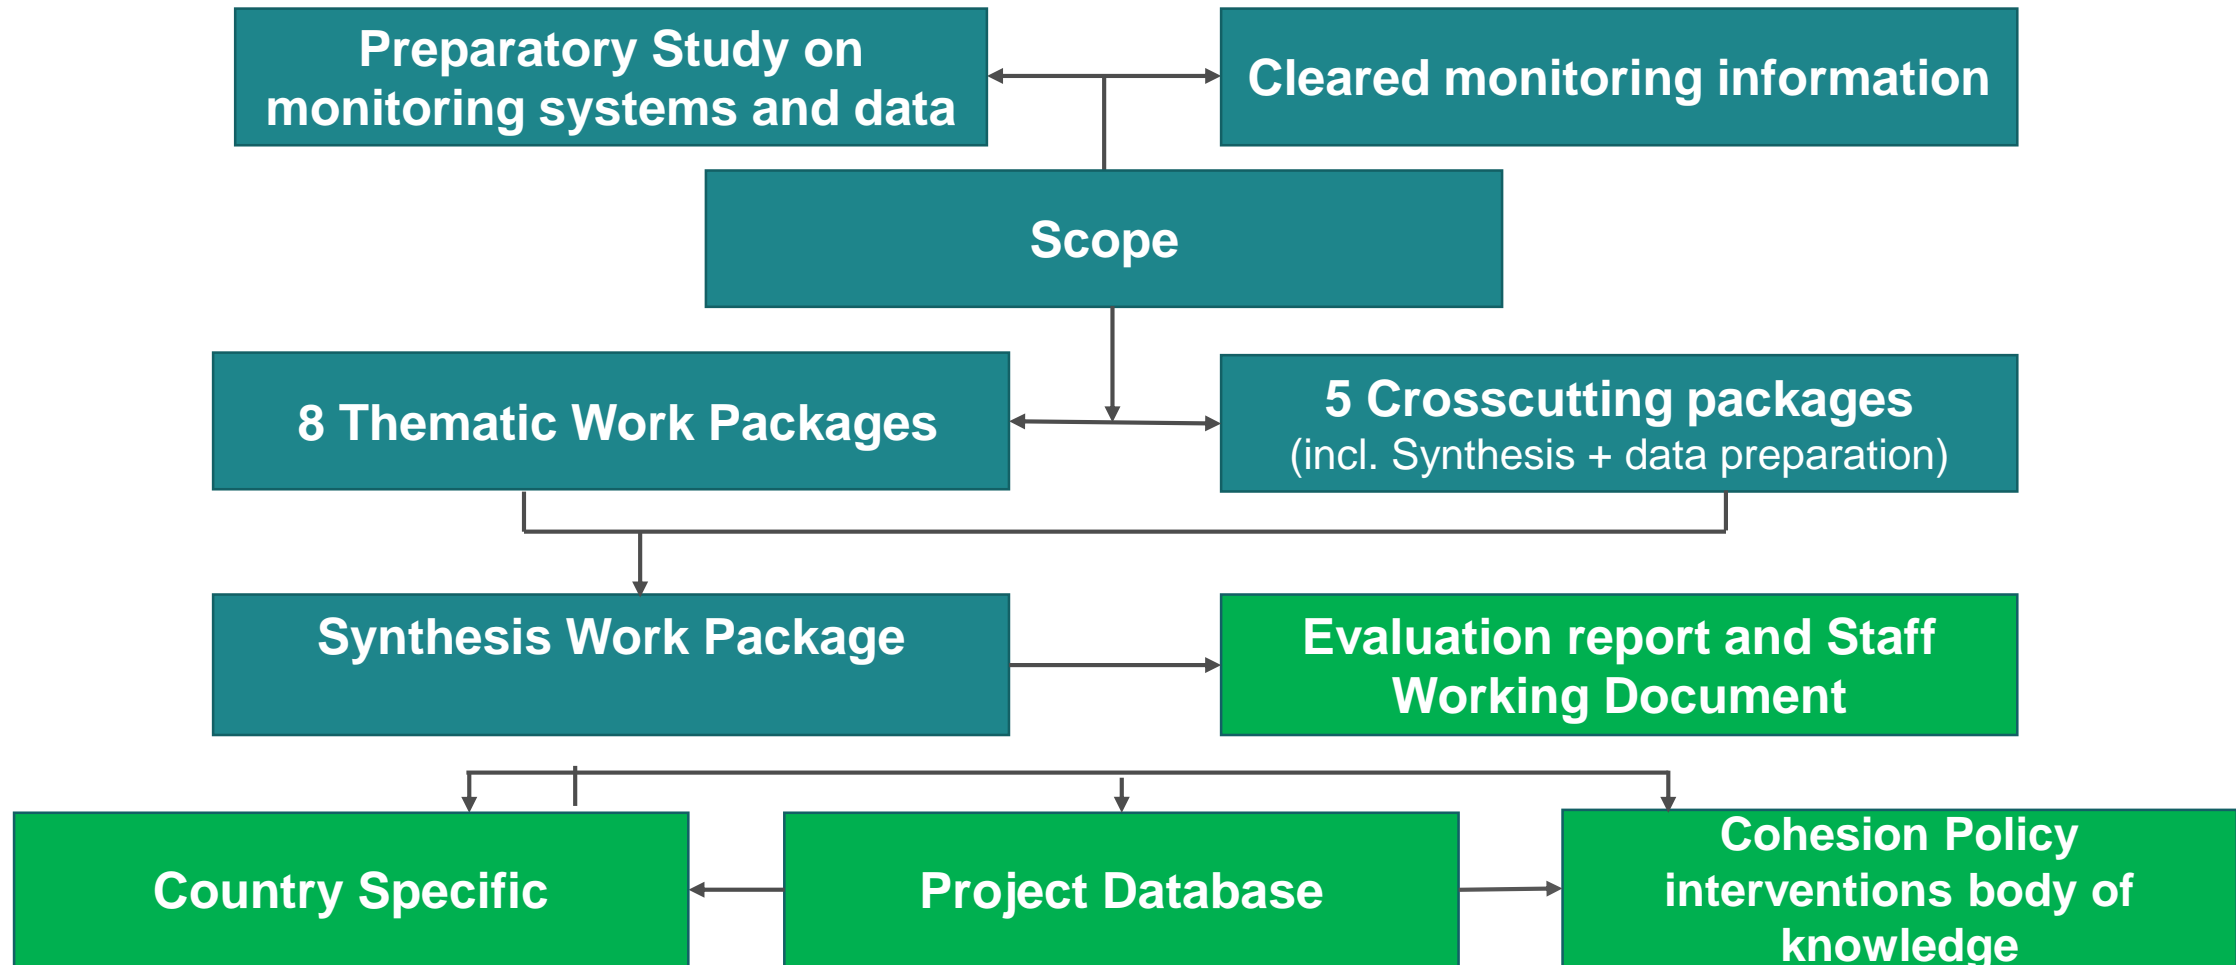 Preparatory Study on
monitoring systems and data
Cleared monitoring information
Scope
8 Thematic Work Packages
5 Crosscutting packages
(incl. Synthesis + data preparation)
Synthesis Work Package
Evaluation report and Staff
Working Document
Country Specific
Project Database
Cohesion Policy
interventions body of
knowledge